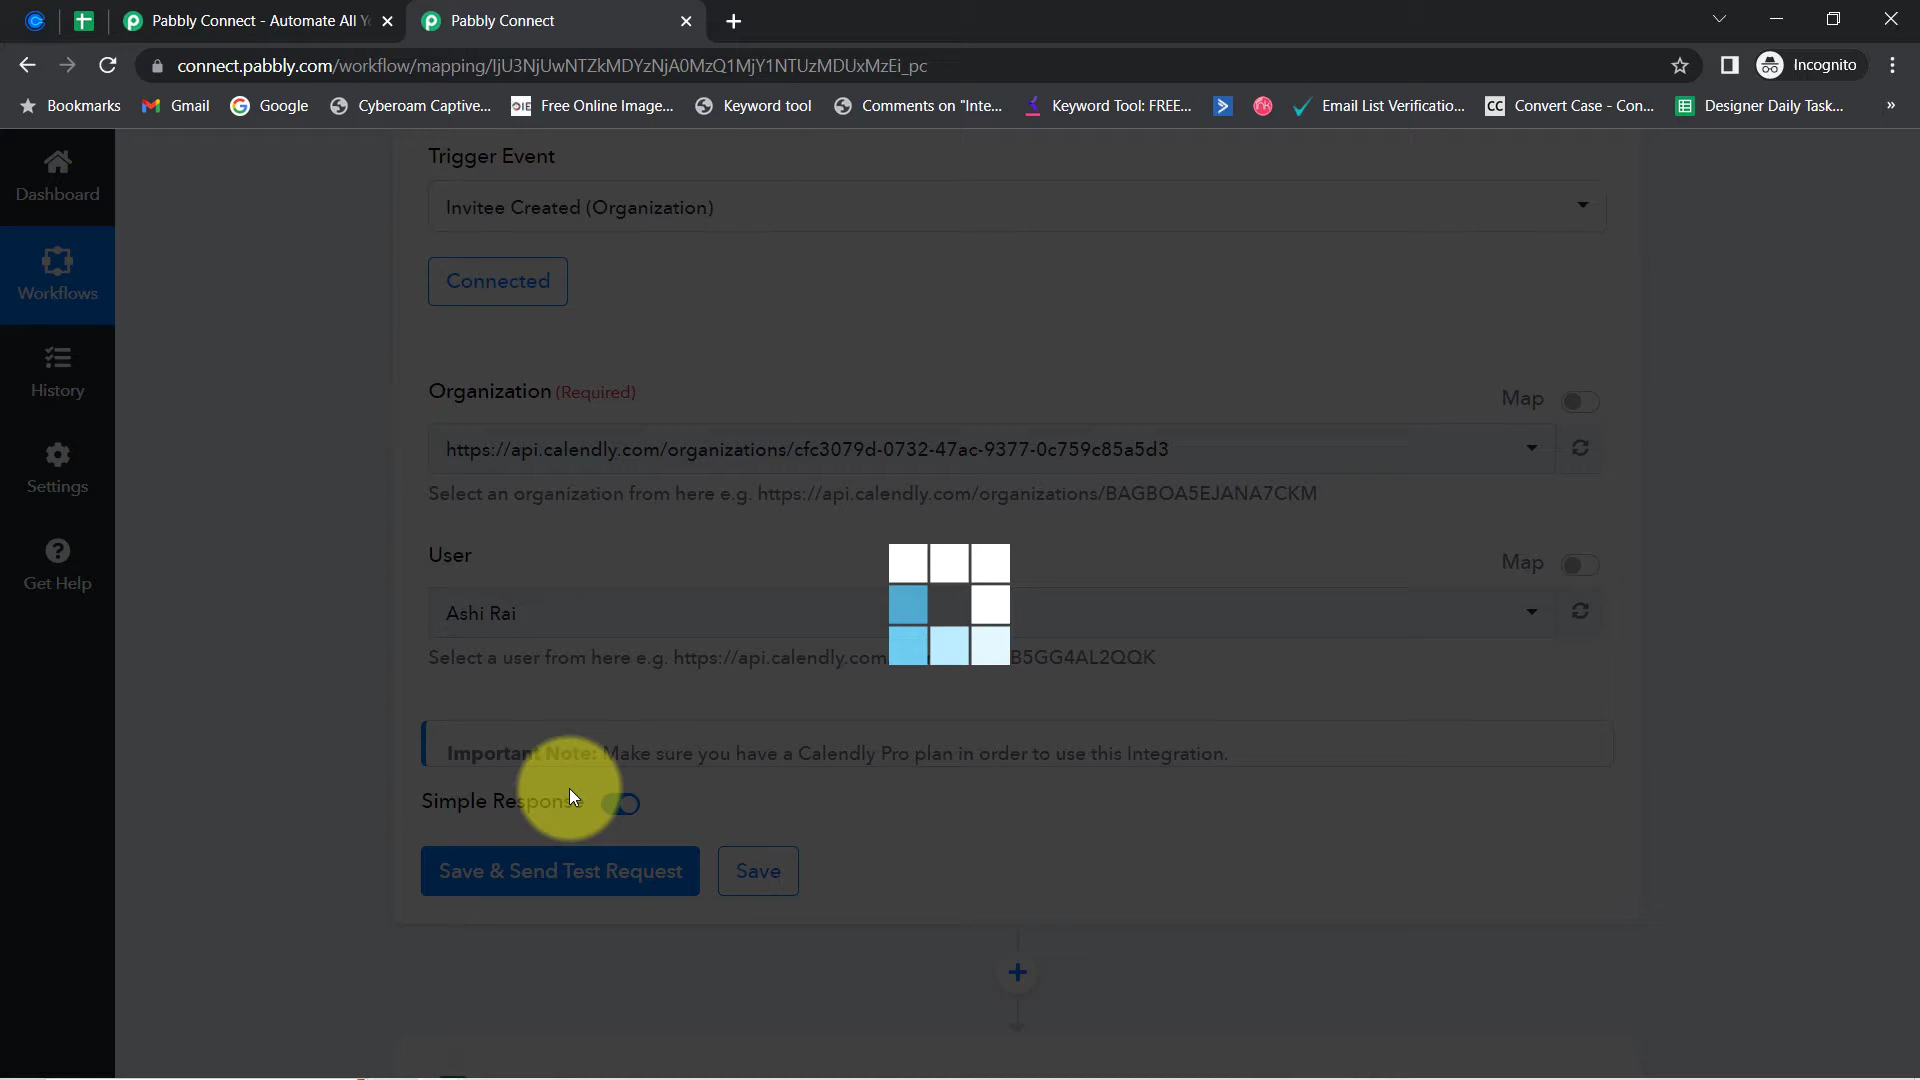 Pabbly Connect - Automate All Y
Pabbly Connect
connect.pabbly.com/workflow/mapping/IjU3NjUwNTZkMDYzNjA0MzQ1MjY1NTUzMDUxMzEi_pc
Incognito
Bookmarks
Gmail
Google
Cyberoam Captive...
OIE
Free Online Image...
Keyword tool
Comments on "Inte...
Keyword Tool: FREE...
Email List Verificatio...
CC
Convert Case - Con...
Designer Daily Task...
»
Dashboard
Workflows
History
Settings
Get Help
Trigger Event
Invitee Created (Organization)
Connected
Organization (Required)
Map
https://api.calendly.com/organizations/cfc3079d-0732-47ac-9377-0c759c85a5d3
Select an organization from here e.g. https://api.calendly.com/organizations/BAGBOA5EJANA7CKM
User
Map
Ashi Rai
Select a user from here e.g. https://api.calendly.com B5GG4AL2QQK
Important Note: Make sure you have a Calendly Pro plan in order to use this Integration.
Simple Response
Save & Send Test Request
Save